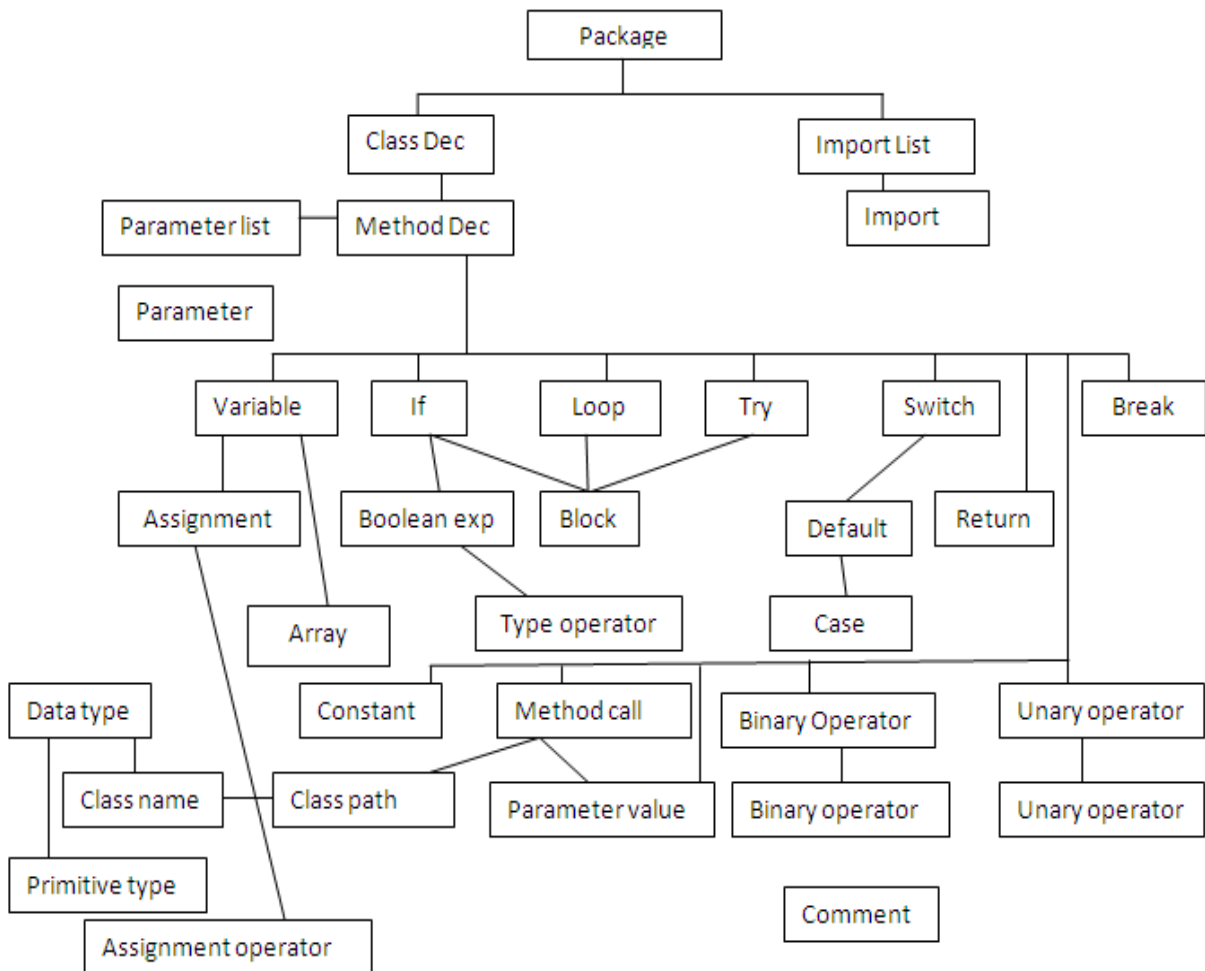 Package
Class Dec
Import List
Parameter list
Method Dec
Import
Parameter
Variable
If
Loop
Try
Switch
Break
Assignment
Boolean exp
Block
Default
Return
Array
Type operator
Case
Data type
Constant
Method call
Binary Operator
Unary operator
Class name
Class path
Parameter value
Binary operator
Unary operator
Primitive type
Comment
Assignment operator